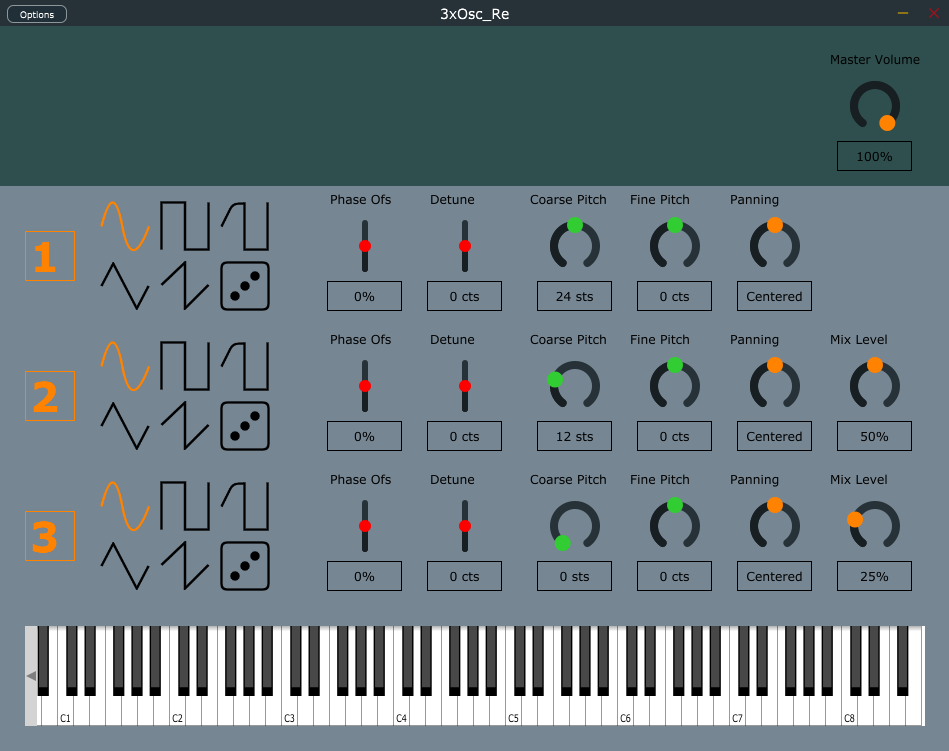 Options
3xOsc_Re
Master Volume
100%
Phase Ofs Detune Coarse Pitch Fine Pitch Panning
1
0% 0 cts 24 sts 0 cts Centered
Phase Ofs Detune Coarse Pitch Fine Pitch Panning Mix Level
2
0% 0 cts 12 sts 0 cts Centered 50%
Phase Ofs Detune Coarse Pitch Fine Pitch Panning Mix Level
3
0% 0 cts 0 sts 0 cts Centered 25%
C1 C2 C3 C4 C5 C6 C7 C8